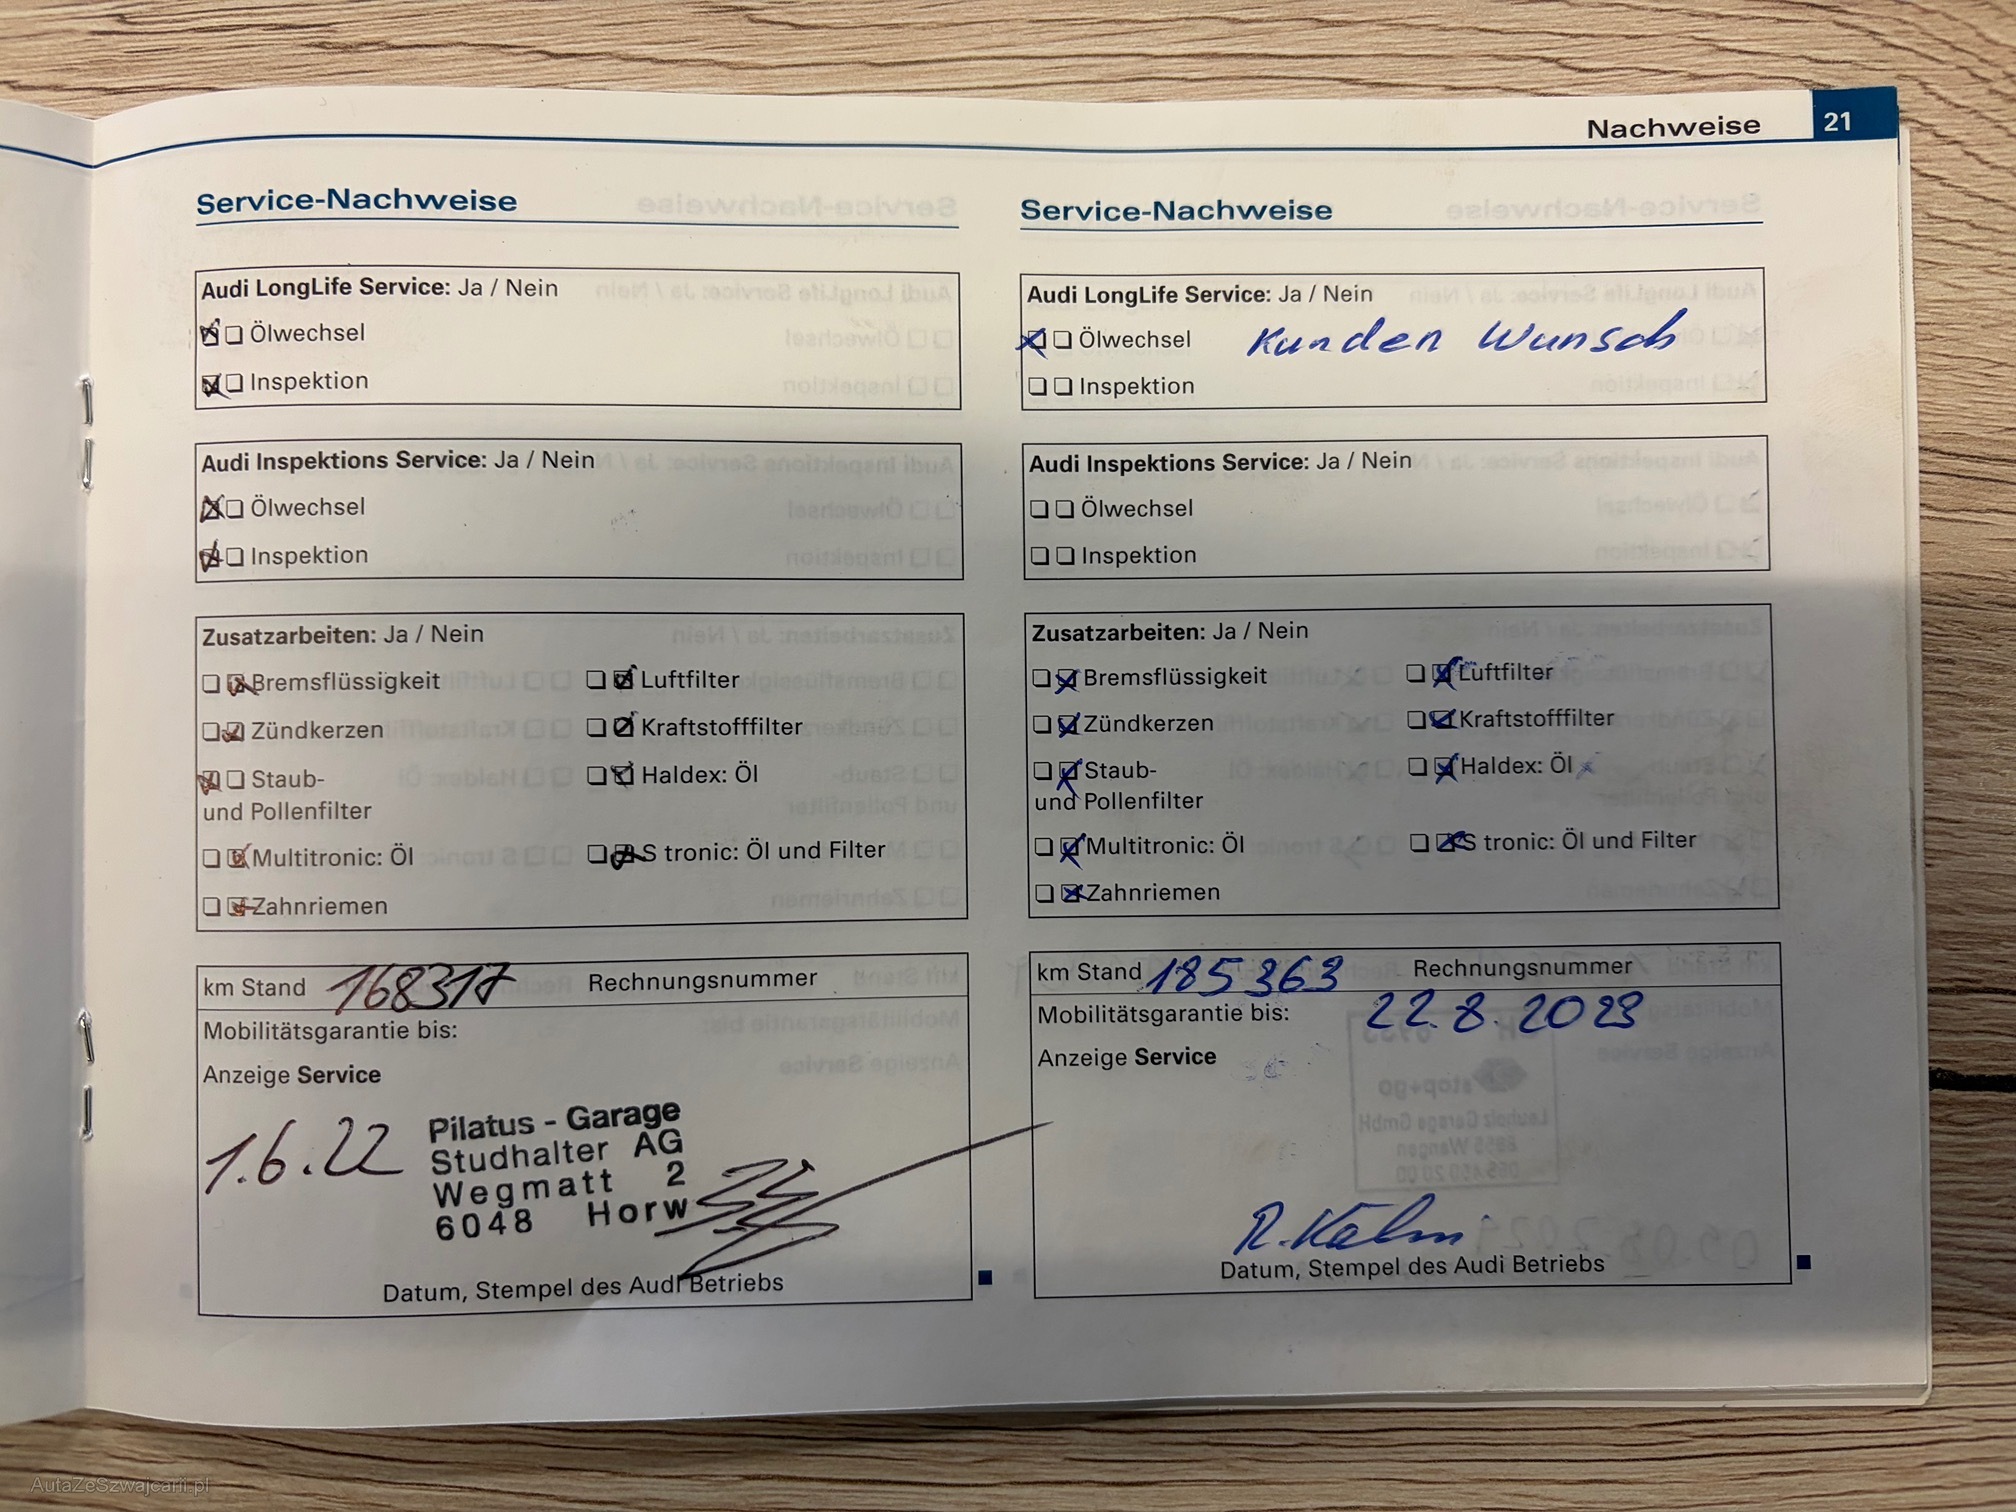 Nachweise 21
Service-Nachweise
Audi LongLife Service: Ja / Nein
Ölwechsel
Inspektion
Audi Inspektions Service: Ja / Nein
Ölwechsel
Inspektion
Zusatzarbeiten: Ja / Nein
Bremsflüssigkeit Luftfilter
Zündkerzen Kraftstofffilter
Staub- Haldex: Öl
und Pollenfilter
Multitronic: Öl S tronic: Öl und Filter
Zahnriemen
km Stand 168317 Rechnungsnummer
Mobilitätsgarantie bis:
Anzeige Service
1.6.22
Pilatus - Garage
Studhalter AG
Wegmatt 2
6048 Horw
Datum, Stempel des Audi Betriebs
Service-Nachweise
Audi LongLife Service: Ja / Nein
Ölwechsel Kunden Wunsch
Inspektion
Audi Inspektions Service: Ja / Nein
Ölwechsel
Inspektion
Zusatzarbeiten: Ja / Nein
Bremsflüssigkeit Luftfilter
Zündkerzen Kraftstofffilter
Staub- Haldex: Öl
und Pollenfilter
Multitronic: Öl S tronic: Öl und Filter
Zahnriemen
km Stand 185363 Rechnungsnummer
Mobilitätsgarantie bis: 22.8.2023
Anzeige Service
Datum, Stempel des Audi Betriebs
AutaZeSzwajcarii.pl